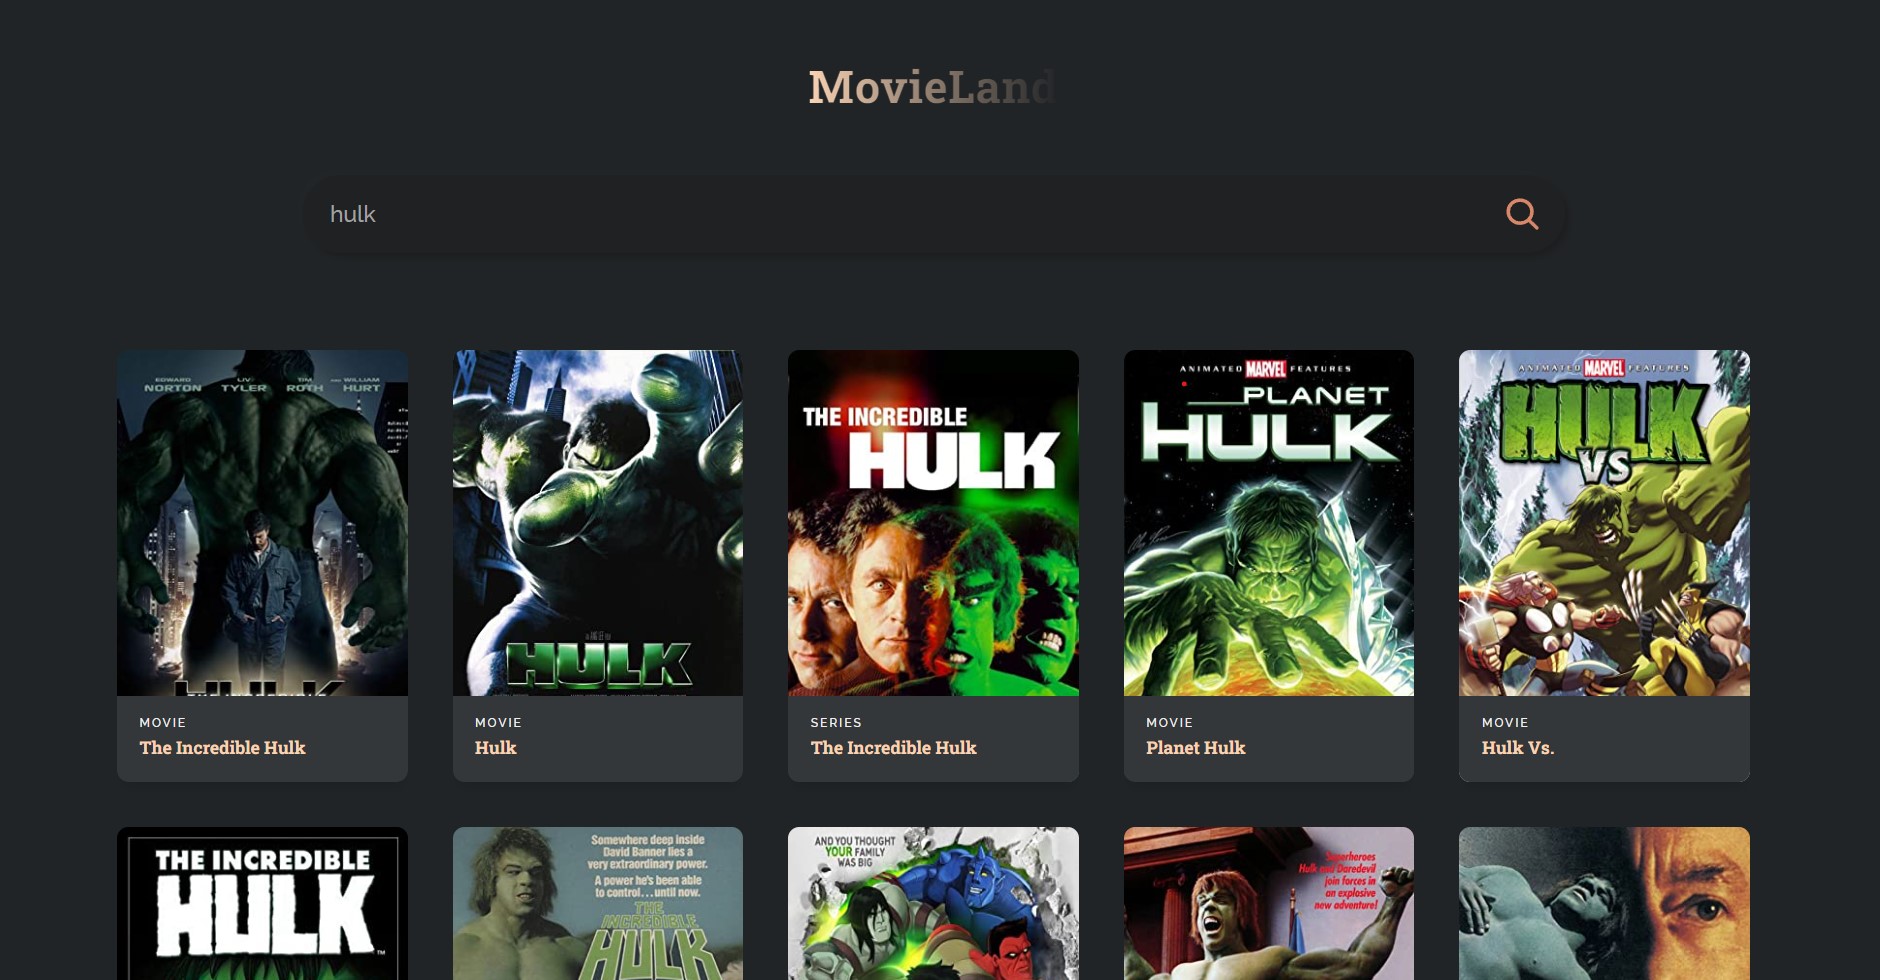 MovieLand
hulk
EDWARD NORTON LIV TYLER TIM ROTH AND WILLIAM HURT
HULK
THE INCREDIBLE
HULK
ANIMATED MARVEL FEATURES
PLANET
HULK
ANIMATED MARVEL FEATURES
HULK
VS
MOVIE
The Incredible Hulk
MOVIE
Hulk
SERIES
The Incredible Hulk
MOVIE
Planet Hulk
MOVIE
Hulk Vs.
THE INCREDIBLE
HULK
TM
Somewhere deep inside
David Banner lies a
very extraordinary power.
A power he's been able
to control...until now.
THE
INCREDIBLE
HULK
AND YOU THOUGHT
YOUR FAMILY
WAS BIG
Superheroes
Hulk and Daredevil
join forces in
an explosive
new adventure!